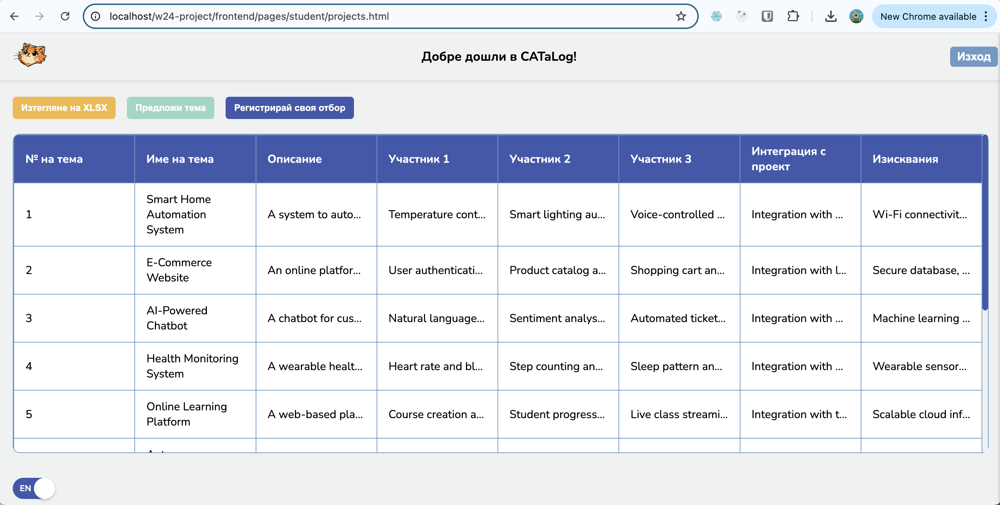 localhost/w24-project/frontend/pages/student/projects.html
New Chrome available
Добре дошли в CATaLog!
Изход
Изтегляне на XLSX
Предложи тема
Регистрирай своя отбор
№ на тема
Име на тема
Описание
Участник 1
Участник 2
Участник 3
Интеграция с
проект
Изисквания
1
Smart Home
Automation
System
A system to auto...
Temperature cont...
Smart lighting au...
Voice-controlled ...
Integration with ...
Wi-Fi connectivit...
2
E-Commerce
Website
An online platfor...
User authenticati...
Product catalog a...
Shopping cart an...
Integration with l...
Secure database, ...
3
AI-Powered
Chatbot
A chatbot for cus...
Natural language...
Sentiment analys...
Automated ticket...
Integration with ...
Machine learning ...
4
Health Monitoring
System
A wearable healt...
Heart rate and bl...
Step counting an...
Sleep pattern an...
Integration with ...
Wearable sensor...
5
Online Learning
Platform
A web-based pla...
Course creation a...
Student progress...
Live class streami...
Integration with t...
Scalable cloud inf...
EN